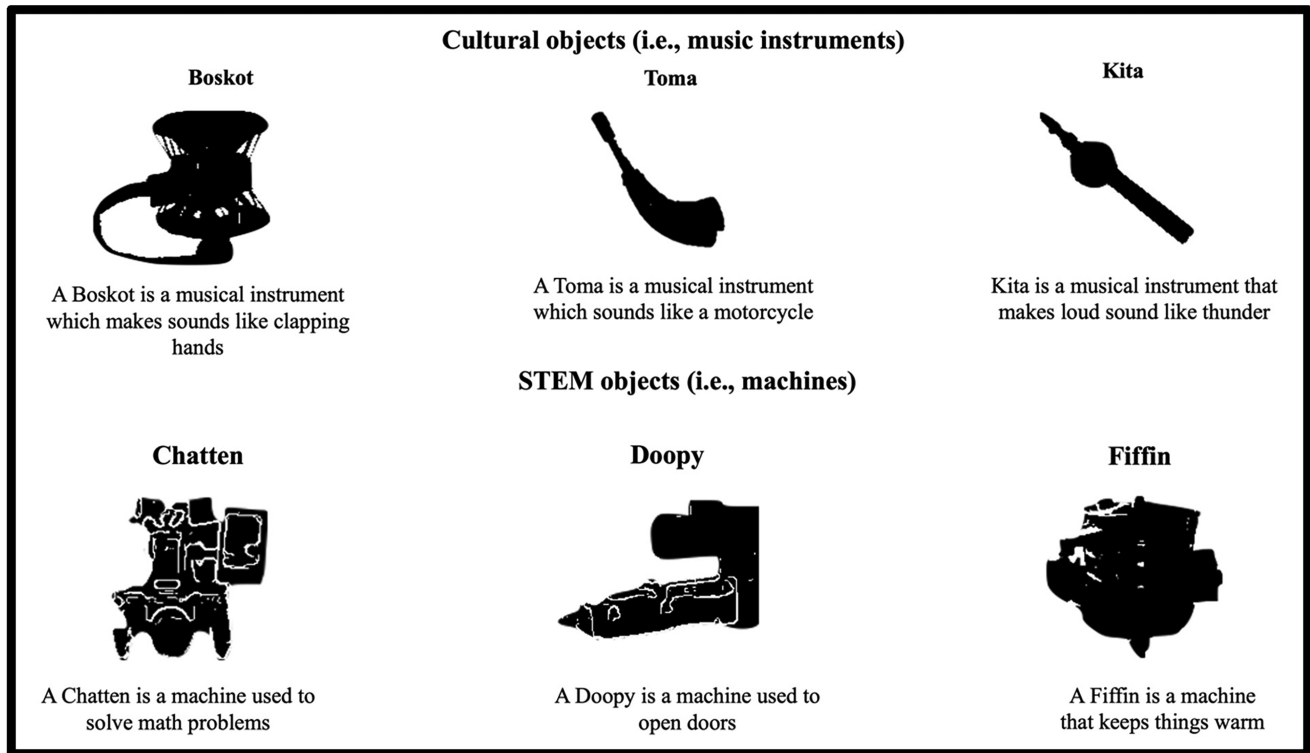 Cultural objects (i.e., music instruments)
Boskot
Toma
Kita
A Boskot is a musical instrument
which makes sounds like clapping
hands
A Toma is a musical instrument
which sounds like a motorcycle
Kita is a musical instrument that
makes loud sound like thunder
STEM objects (i.e., machines)
Chatten
Doopy
Fiffin
A Chatten is a machine used to
solve math problems
A Doopy is a machine used to
open doors
A Fiffin is a machine
that keeps things warm